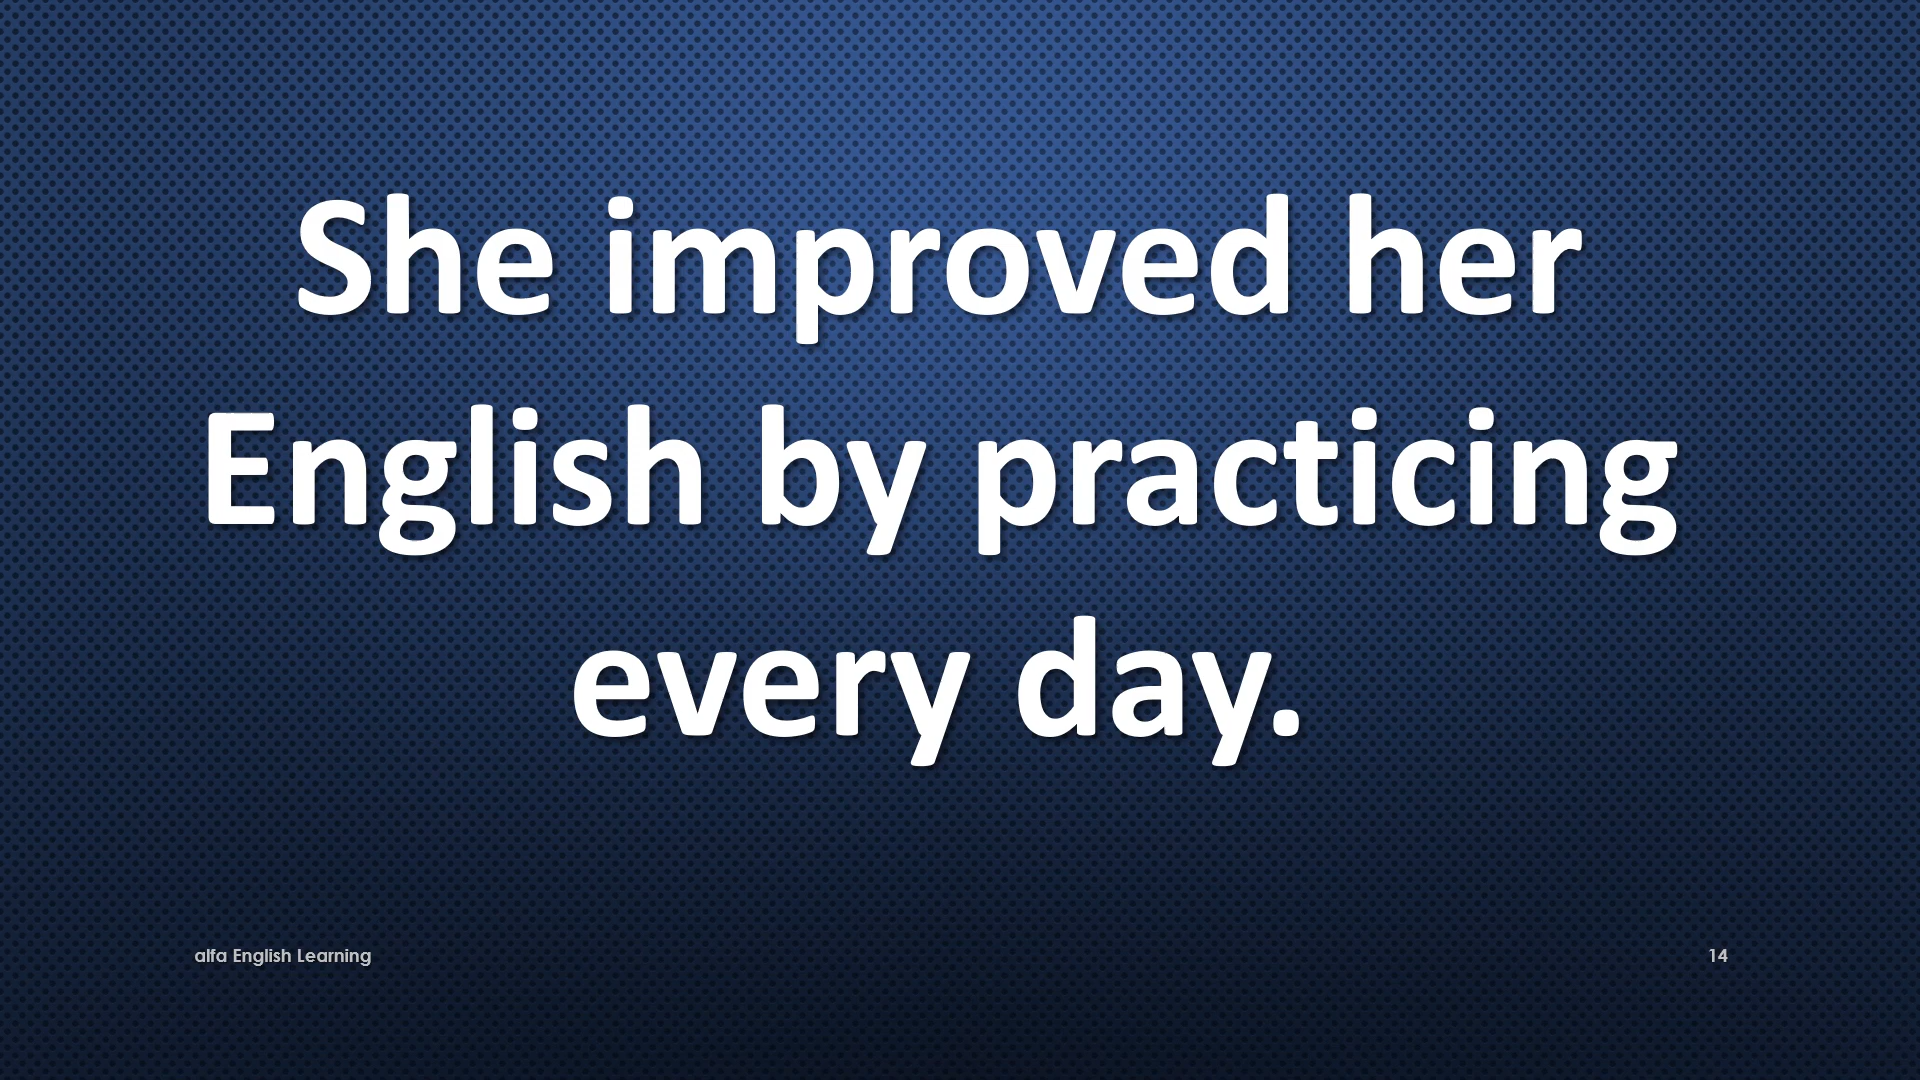 She improved her
English by practicing
every day.
alfa English Learning
14